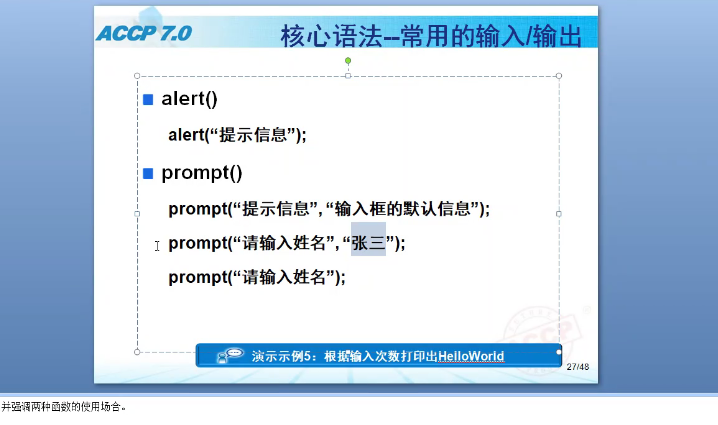 ACCP 7.0
核心语法--常用的输入/输出
alert()
alert(“提示信息”);
prompt()
prompt(“提示信息”,“输入框的默认信息”);
prompt(“请输入姓名”,“张三”);
prompt(“请输入姓名”);
演示示例5：根据输入次数打印出HelloWorld
27/48
并强调两种函数的使用场合。